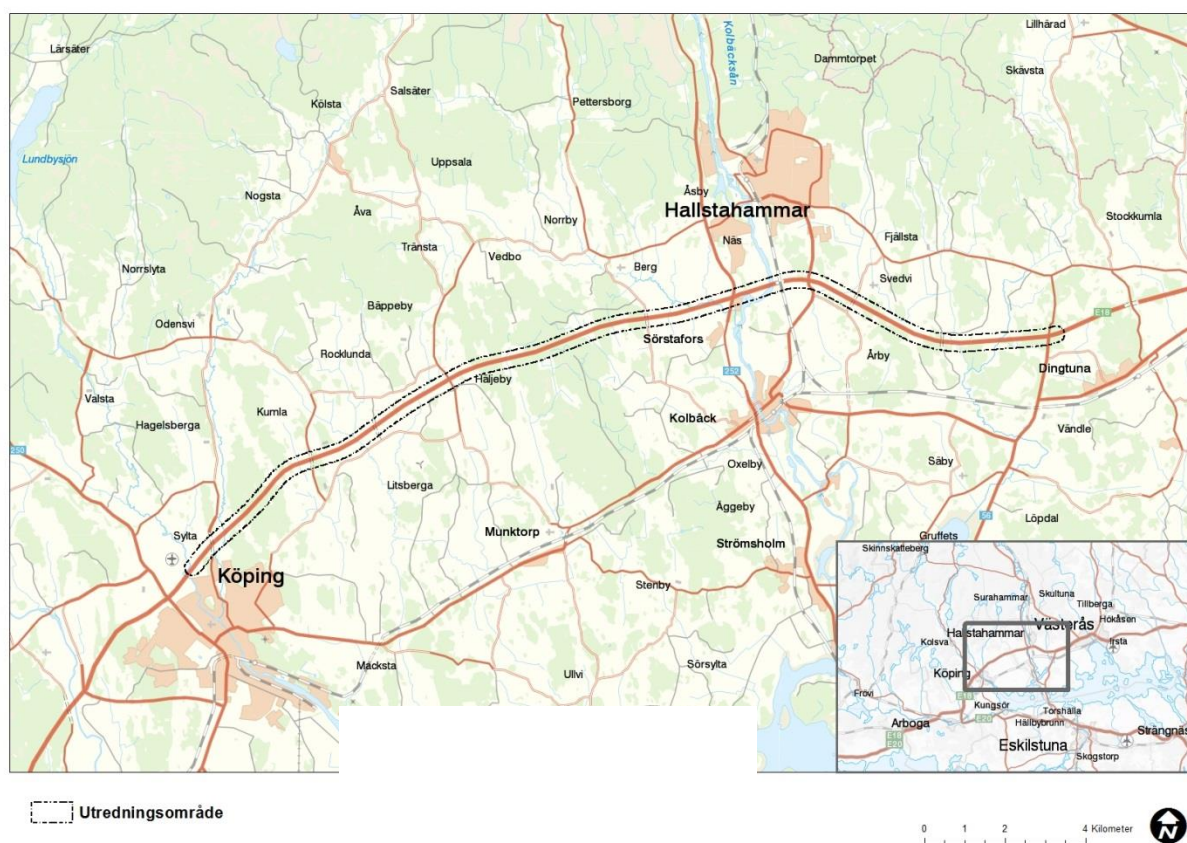 Lillhärad
Lärsäter
Kolbäcksån
Dammtorpet
Skävsta
Salsäter
Kölsta
Pettersborg
Lundbysjön
Uppsala
Nogsta
Åsby
Hallstahammar
Åva
Norrby
Stockkumla
Tränsta
Näs
Fjällsta
Vedbo
Berg
Norrslyta
Svedvi
Bäppeby
E18
Odensvi
Sörstafors
Rocklunda
Årby
Dingtuna
252
Häljeby
Valsta
Kumla
Kolbäck
Hagelsberga
Vändle
250
Oxelby
Säby
Litsberga
Äggeby
56
Löpdal
Sylta
Munktorp
Gruffets
Köping
Strömsholm
Stenby
Macksta
Ullvi
Sörsylta
Skinnskatteberg
Surahammar
Skultuna
Tillberga
Västerås
Hökåsen
Hallstahammar
Kolsva
Irsta
Köping
Frövi
E18
Kungsör
Torshälla
Arboga
E20
Hällbybrunn
Strängnäs
E18
E20
Eskilstuna
Skogstorp
Utredningsområde
0 1 2 4 Kilometer
N